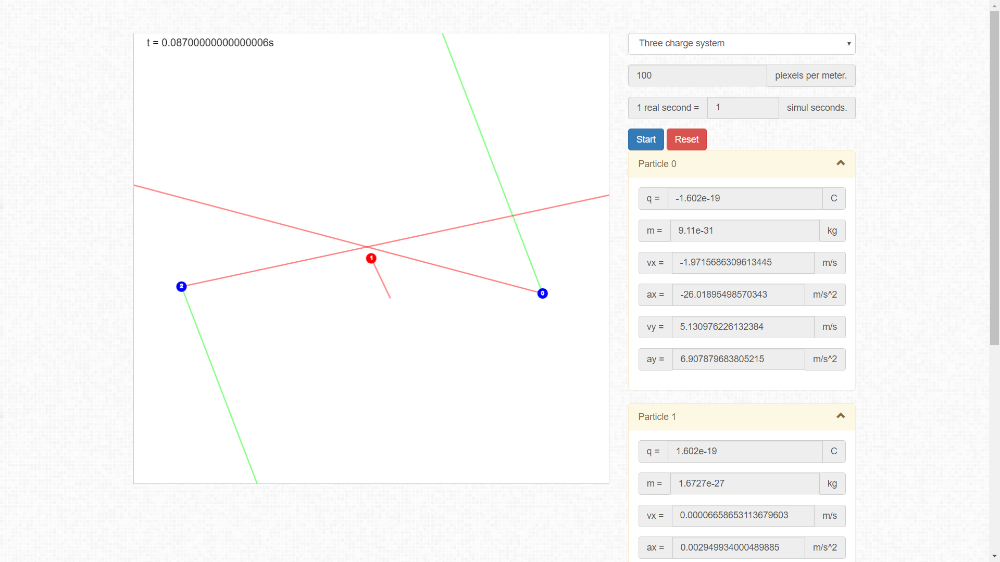 t = 0.08700000000000006s
1
2
0
Three charge system
100 piexels per meter.
1 real second = 1 simul seconds.
Start Reset
Particle 0
q = -1.602e-19 C
m = 9.11e-31 kg
vx = -1.9715686309613445 m/s
ax = -26.01895498570343 m/s^2
vy = 5.130976226132384 m/s
ay = 6.907879683805215 m/s^2
Particle 1
q = 1.602e-19 C
m = 1.6727e-27 kg
vx = 0.00006658653113679603 m/s
ax = 0.002949934000489885 m/s^2